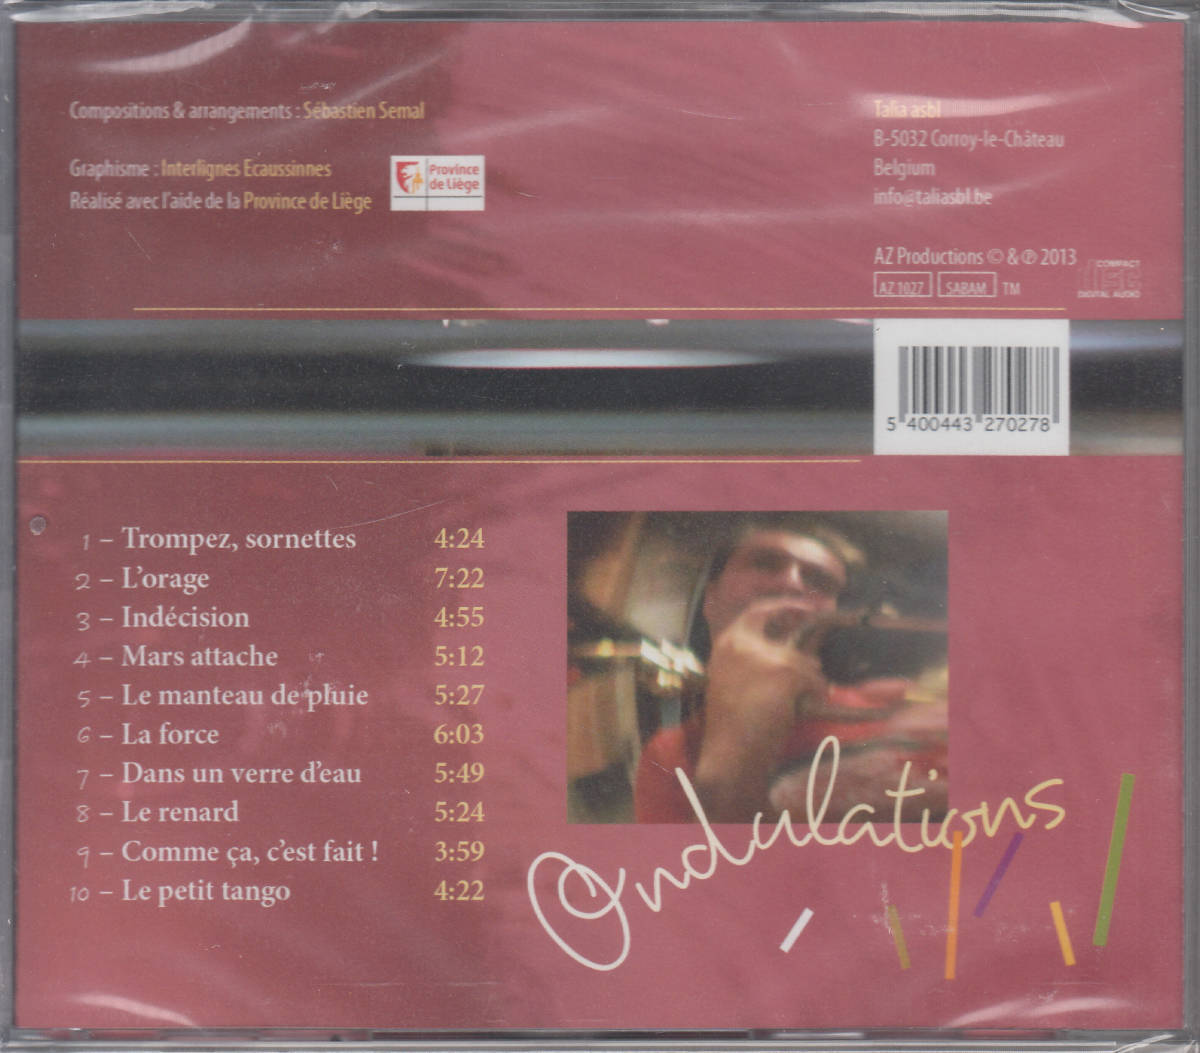 Compositions & arrangements : Sébastien Semal
Graphisme : Interlignes Ecaussinnes
Réalisé avec l'aide de la Province de Liège
Province
de Liège
Talia asbl
B-5032 Corroy-le-Château
Belgium
info@taliasbl.be
AZ Productions © & ℗ 2013
AZ 1027 SABAM TM
COMPACT
disc
DIGITAL AUDIO
5 400443 270278
1 – Trompez, sornettes 4:24
2 – L'orage 7:22
3 – Indécision 4:55
4 – Mars attache 5:12
5 – Le manteau de pluie 5:27
6 – La force 6:03
7 – Dans un verre d'eau 5:49
8 – Le renard 5:24
9 – Comme ça, c'est fait ! 3:59
10 – Le petit tango 4:22
Ondulations